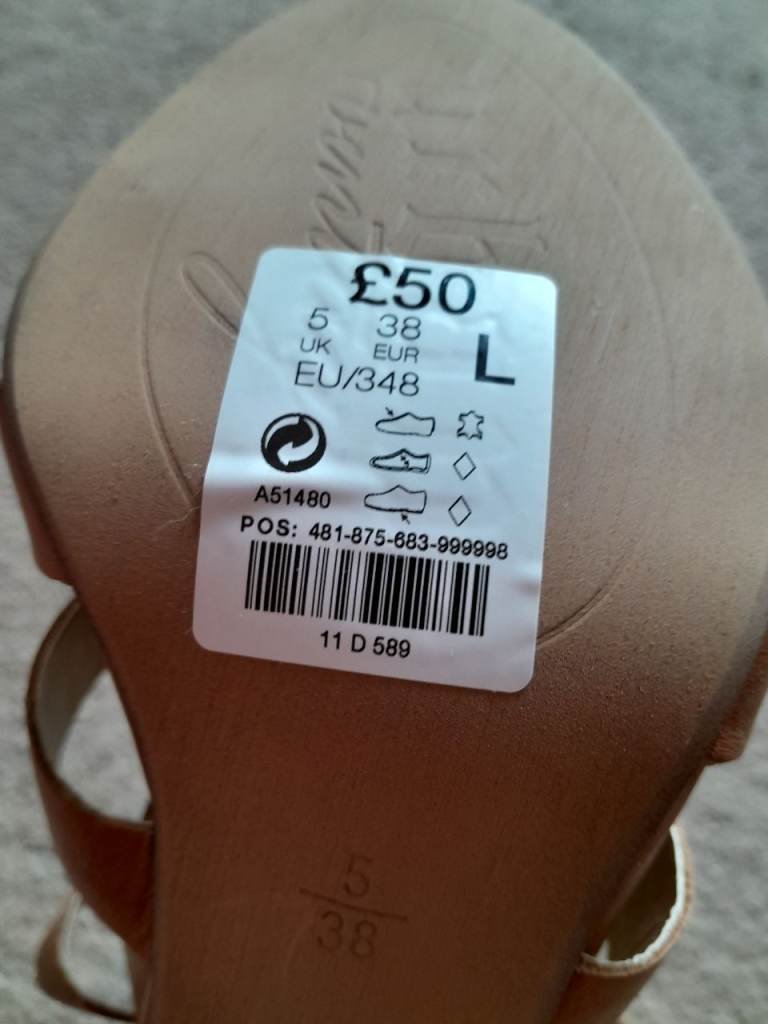 £50
5 38
UK EUR
L
EU/348
A51480
POS: 481-875-683-999998
11 D 589
5
38